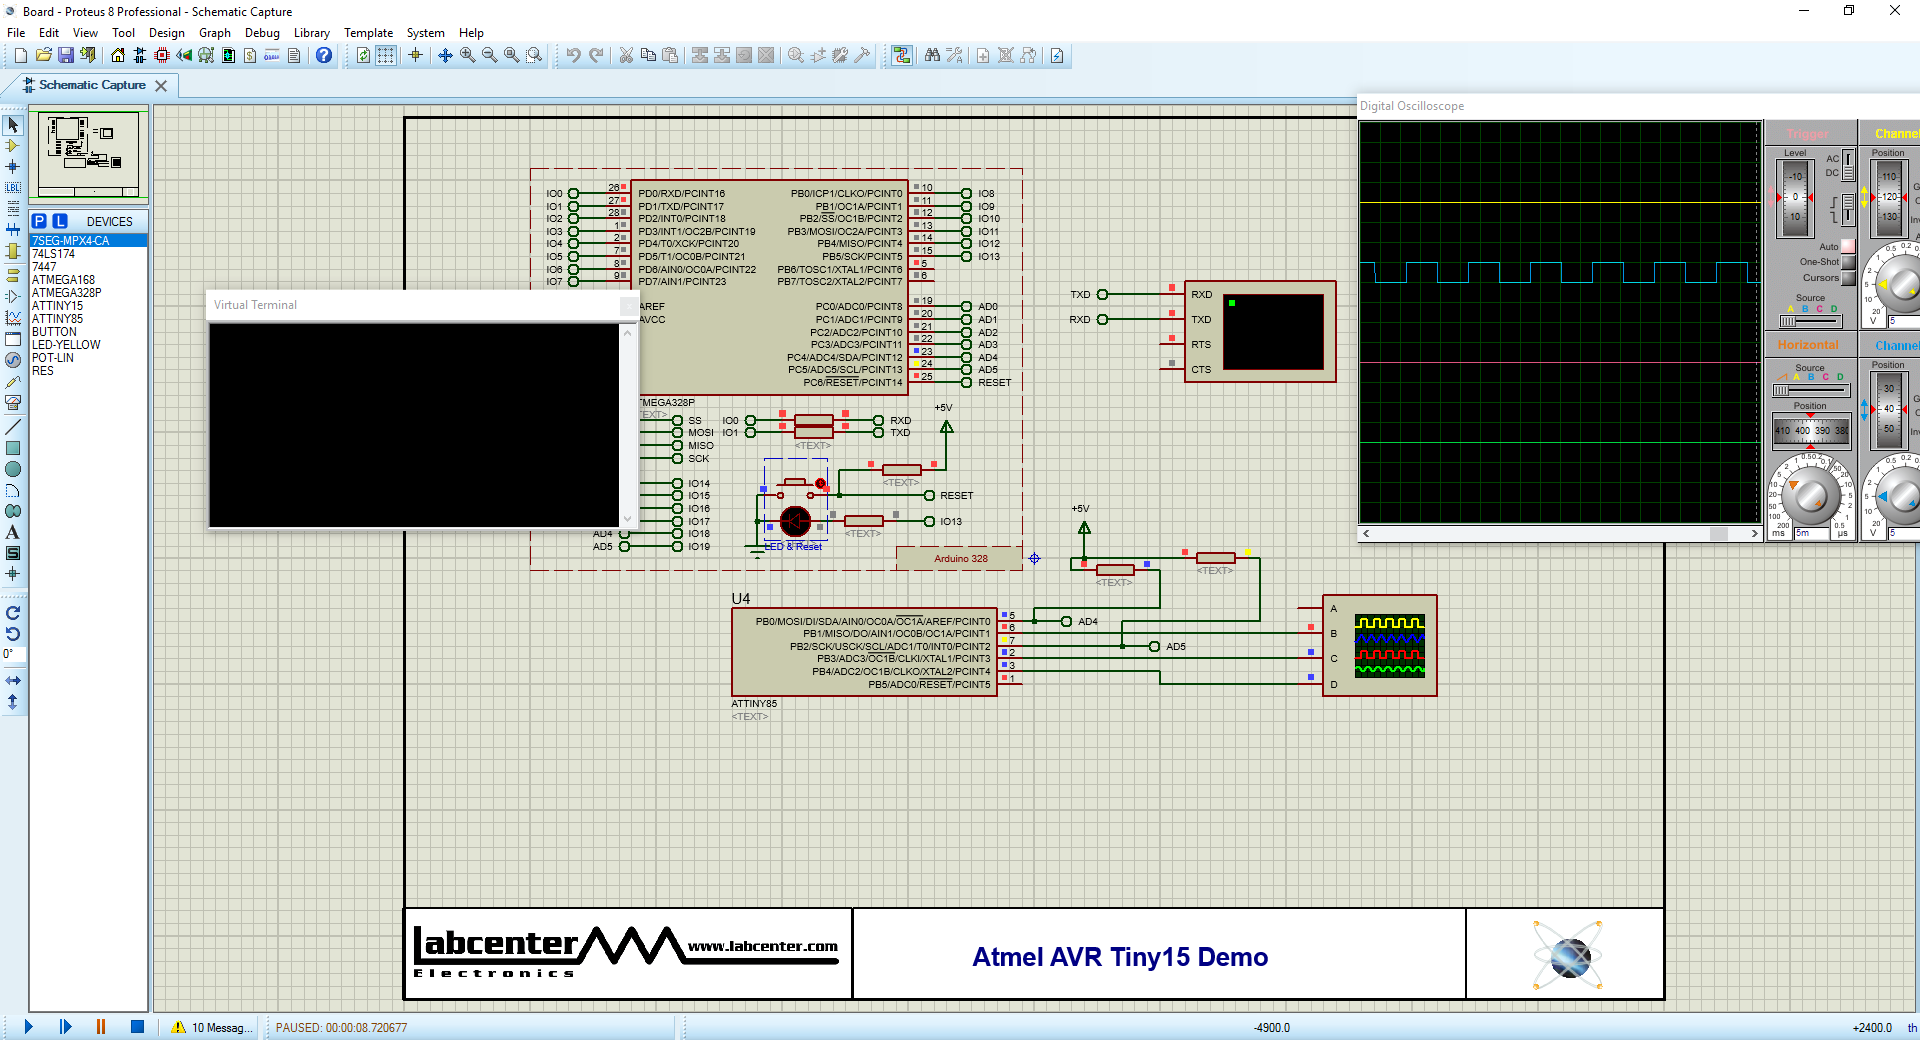 Board - Proteus 8 Professional - Schematic Capture
File Edit View Tool Design Graph Debug Library Template System Help
Schematic Capture
P L DEVICES
7SEG-MPX4-CA
74LS174
7447
ATMEGA168
ATMEGA328P
ATTINY15
ATTINY85
BUTTON
LED-YELLOW
POT-LIN
RES
LBL
A
S
0°
IO0 26 PD0/RXD/PCINT16 PB0/ICP1/CLKO/PCINT0 10 IO8
IO1 27 PD1/TXD/PCINT17 PB1/OC1A/PCINT1 11 IO9
IO2 28 PD2/INT0/PCINT18 PB2/SS/OC1B/PCINT2 12 IO10
IO3 1 PD3/INT1/OC2B/PCINT19 PB3/MOSI/OC2A/PCINT3 13 IO11
IO4 2 PD4/T0/XCK/PCINT20 PB4/MISO/PCINT4 14 IO12
IO5 7 PD5/T1/OC0B/PCINT21 PB5/SCK/PCINT5 15 IO13
IO6 8 PD6/AIN0/OC0A/PCINT22 PB6/TOSC1/XTAL1/PCINT6 5
IO7 9 PD7/AIN1/PCINT23 PB7/TOSC2/XTAL2/PCINT7 6
AREF PC0/ADC0/PCINT8 19 AD0
AVCC PC1/ADC1/PCINT9 20 AD1
PC2/ADC2/PCINT10 21 AD2
PC3/ADC3/PCINT11 22 AD3
PC4/ADC4/SDA/PCINT12 23 AD4
PC5/ADC5/SCL/PCINT13 24 AD5
PC6/RESET/PCINT14 25 RESET
TMEGA328P
TEXT>
Virtual Terminal
SS IO0 RXD
MOSI IO1 TXD
MISO <TEXT>
SCK
+5V
<TEXT>
IO14
IO15 RESET
IO16
IO17 IO13
AD4 IO18 <TEXT>
AD5 IO19 LED & Reset
Arduino 328
TXD RXD
RXD TXD
RTS
CTS
+5V
<TEXT>
<TEXT>
U4
PB0/MOSI/DI/SDA/AIN0/OC0A/OC1A/AREF/PCINT0 5 AD4
PB1/MISO/DO/AIN1/OC0B/OC1A/PCINT1 6
PB2/SCK/USCK/SCL/ADC1/T0/INT0/PCINT2 7 AD5
PB3/ADC3/OC1B/CLKI/XTAL1/PCINT3 2
PB4/ADC2/OC1B/CLKO/XTAL2/PCINT4 3
PB5/ADC0/RESET/PCINT5 1
ATTINY85
<TEXT>
A
B
C
D
Digital Oscilloscope
Trigger
Level
AC
DC
-10
0
10
Auto
One-Shot
Cursors
Source
A B C D
Horizontal
Source
A B C D
Position
410 400 390 380
ms 5m µs
Channe
Position
-110
120
-130
V 5
Channe
Position
30
40
50
V 5
labcenter www.labcenter.com
Electronics
Atmel AVR Tiny15 Demo
10 Messag... PAUSED: 00:00:08.720677 -4900.0 +2400.0 th